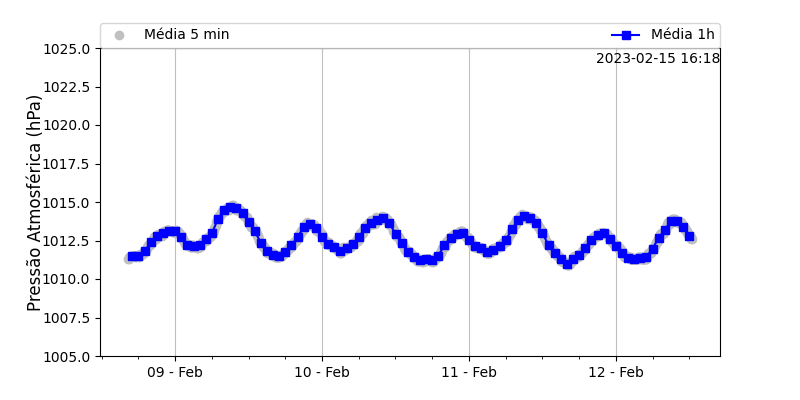 Média 5 min
Média 1h
2023-02-15 16:18
Pressão Atmosférica (hPa)
1025.0
1022.5
1020.0
1017.5
1015.0
1012.5
1010.0
1007.5
1005.0
09 - Feb
10 - Feb
11 - Feb
12 - Feb